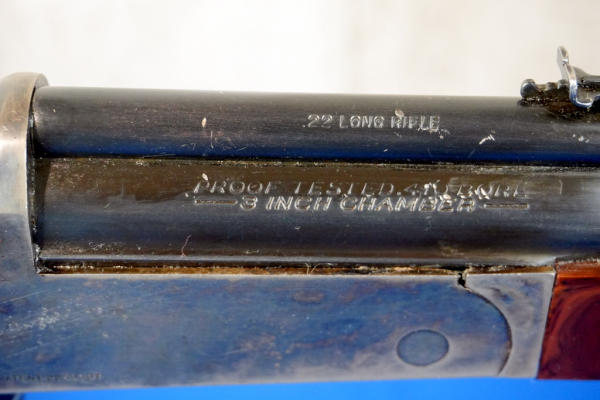 .22 LONG RIFLE
PROOF TESTED. 410 BORE
3 INCH CHAMBER